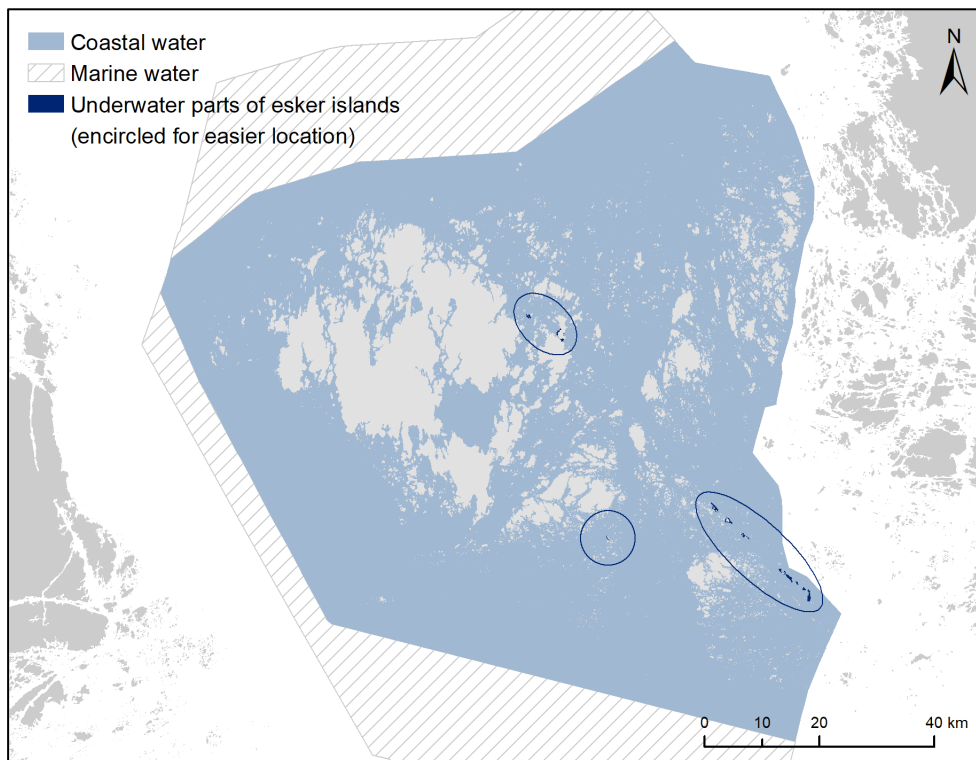 Coastal water
Marine water
Underwater parts of esker islands
(encircled for easier location)
N
0 10 20 40 km